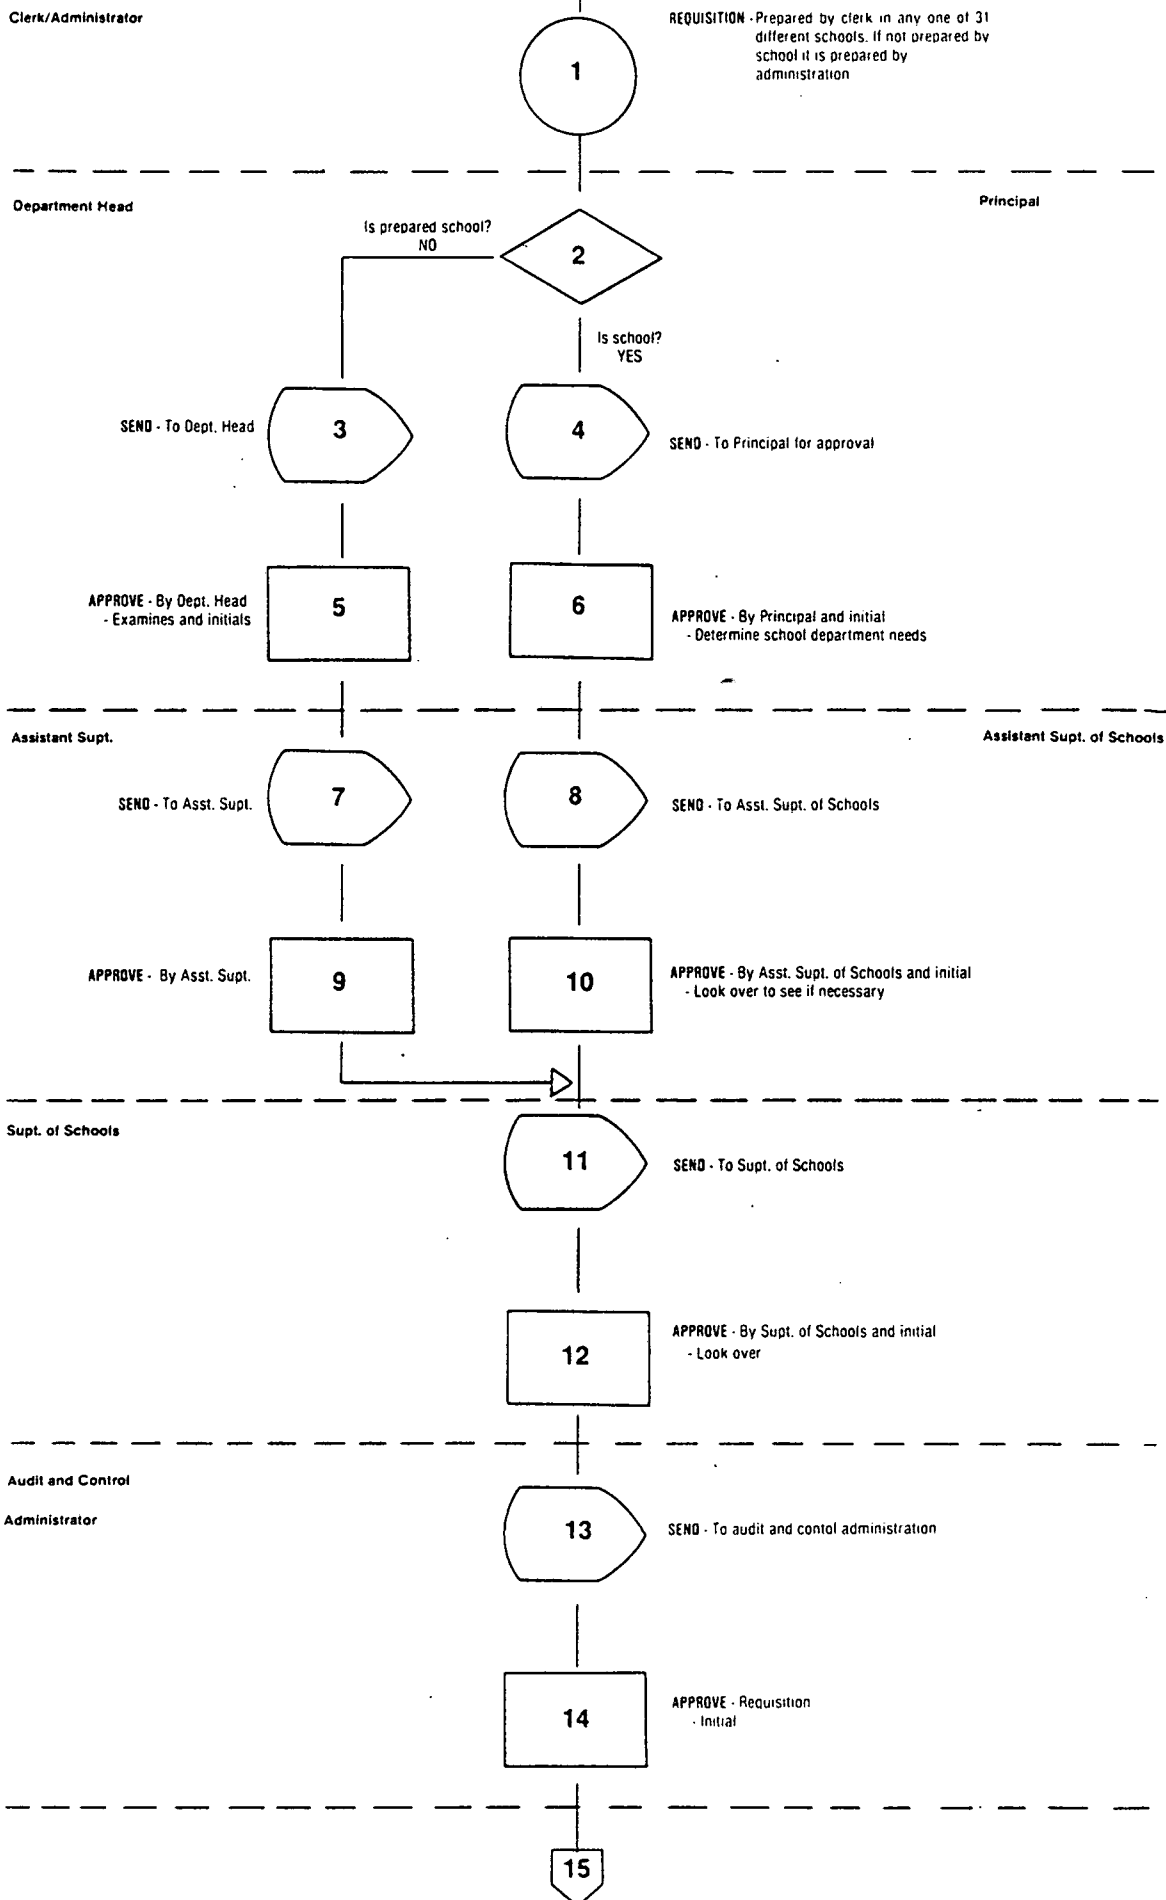 Clerk/Administrator
1
REQUISITION - Prepared by clerk in any one of 31
different schools. If not prepared by
school it is prepared by
administration
Department Head
Principal
Is prepared school?
NO
2
Is school?
YES
SEND - To Dept. Head
3
4
SEND - To Principal for approval
APPROVE - By Dept. Head
- Examines and initials
5
6
APPROVE - By Principal and initial
- Determine school department needs
Assistant Supt.
Assistant Supt. of Schools
SEND - To Asst. Supt.
7
8
SEND - To Asst. Supt. of Schools
APPROVE - By Asst. Supt.
9
10
APPROVE - By Asst. Supt. of Schools and initial
- Look over to see if necessary
Supt. of Schools
11
SEND - To Supt. of Schools
12
APPROVE - By Supt. of Schools and initial
- Look over
Audit and Control
Administrator
13
SEND - To audit and contol administration
14
APPROVE - Requisition
- Initial
15